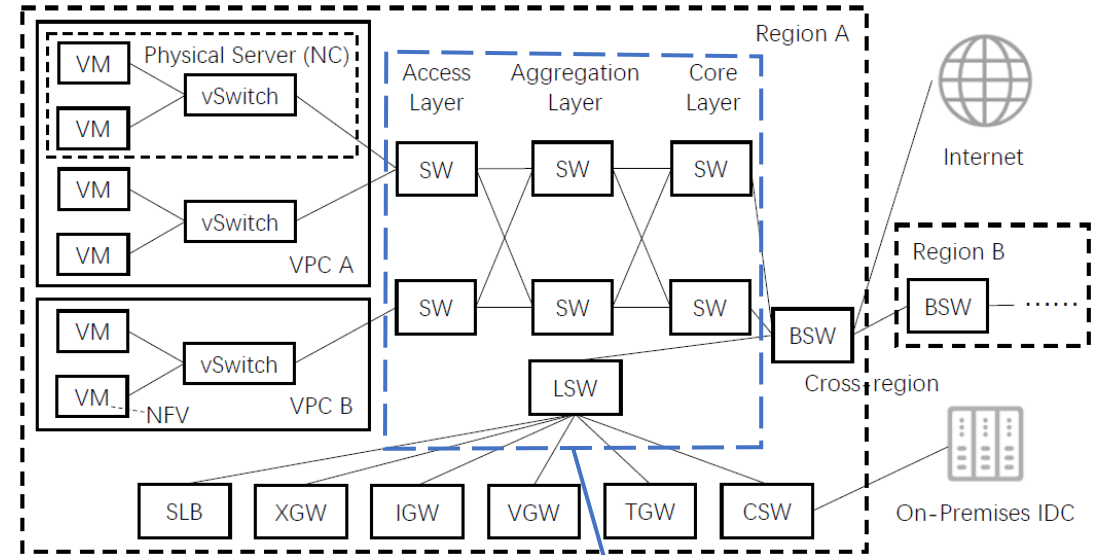 Region A
Physical Server (NC)
VM
vSwitch
VM
VM
vSwitch
VM
VPC A
VM
vSwitch
VM
NFV
VPC B
Access
Layer
Aggregation
Layer
Core
Layer
SW
SW
SW
SW
SW
SW
LSW
BSW
Cross-region
SLB
XGW
IGW
VGW
TGW
CSW
Internet
Region B
BSW
......
On-Premises IDC